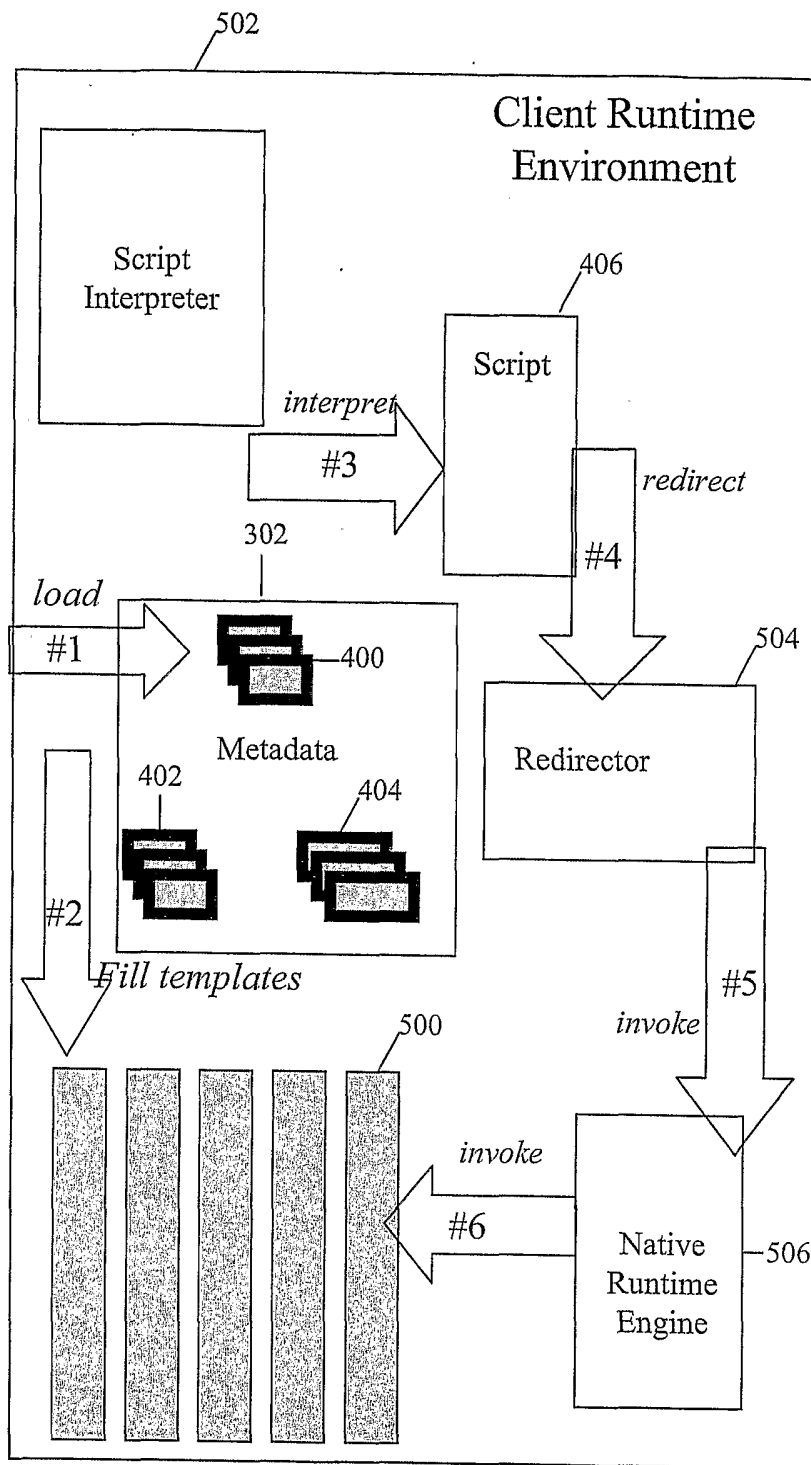 502
Client Runtime
Environment
Script
Interpreter
406
Script
interpret
#3
redirect
#4
302
load
#1
400
504
Metadata
Redirector
402
404
#2
Fill templates
#5
invoke
500
invoke
#6
Native
Runtime
Engine
506